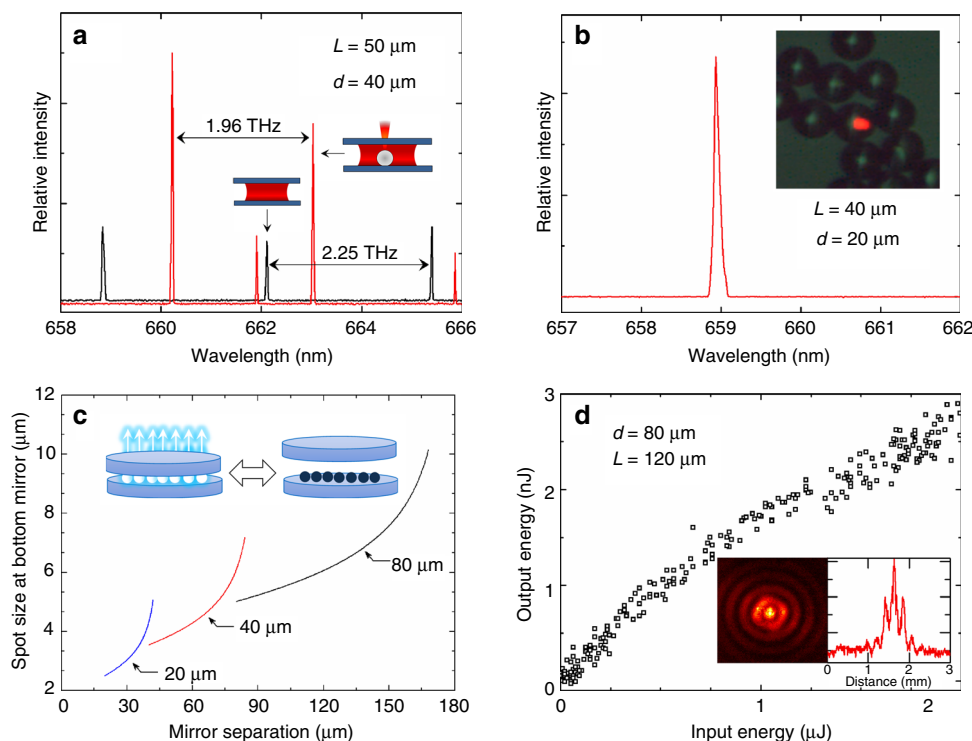 a
L = 50 μm
d = 40 μm
1.96 THz
2.25 THz
Relative intensity
658 660 662 664 666
Wavelength (nm)
b
L = 40 μm
d = 20 μm
Relative intensity
657 658 659 660 661 662
Wavelength (nm)
c
12
10
8
6
4
2
80 μm
40 μm
20 μm
Spot size at bottom mirror (μm)
0 30 60 90 120 150 180
Mirror separation (μm)
d
d = 80 μm
L = 120 μm
3
2
1
0
Output energy (nJ)
0 1 2 3
Distance (mm)
0 1 2
Input energy (μJ)